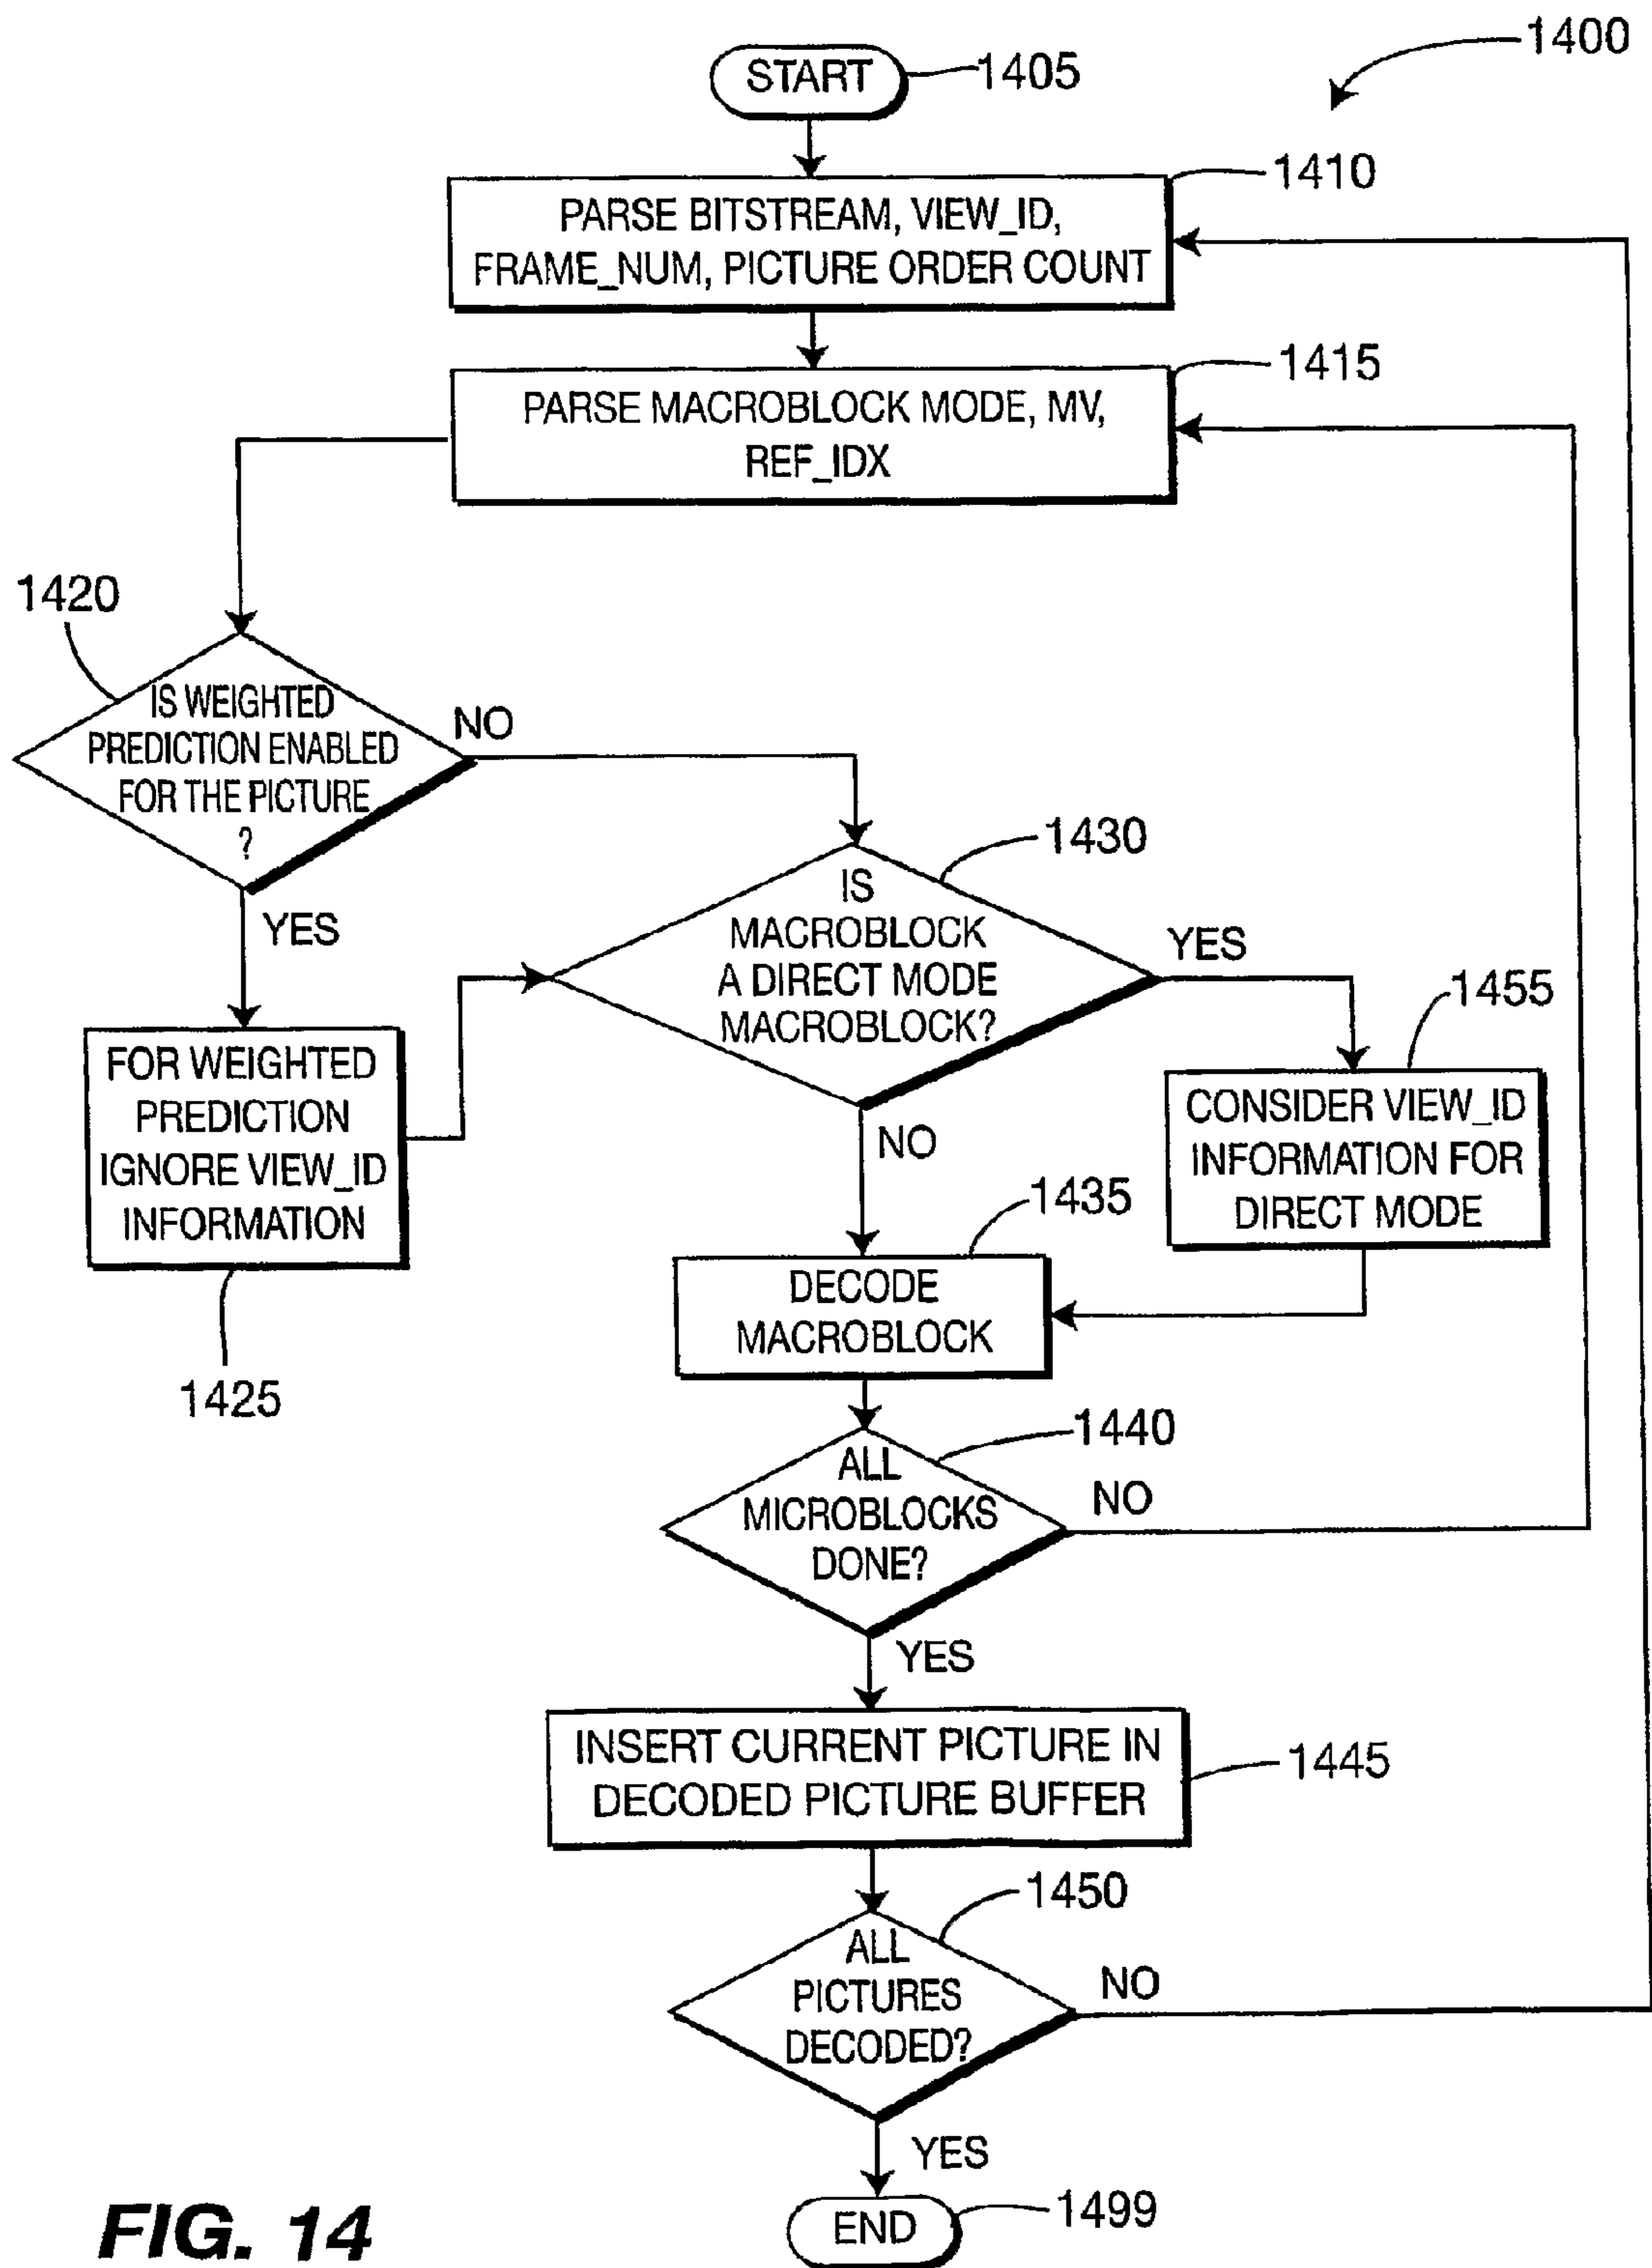 1400
START
1405
1410
PARSE BITSTREAM, VIEW_ID,
FRAME_NUM, PICTURE ORDER COUNT
1415
PARSE MACROBLOCK MODE, MV,
REF_IDX
1420
IS WEIGHTED
PREDICTION ENABLED
FOR THE PICTURE
?
NO
YES
1430
IS
MACROBLOCK
A DIRECT MODE
MACROBLOCK?
YES
NO
1455
CONSIDER VIEW_ID
INFORMATION FOR
DIRECT MODE
FOR WEIGHTED
PREDICTION
IGNORE VIEW_ID
INFORMATION
1425
1435
DECODE
MACROBLOCK
1440
ALL
MICROBLOCKS
DONE?
NO
YES
INSERT CURRENT PICTURE IN
DECODED PICTURE BUFFER
1445
1450
ALL
PICTURES
DECODED?
NO
YES
END
1499
FIG. 14